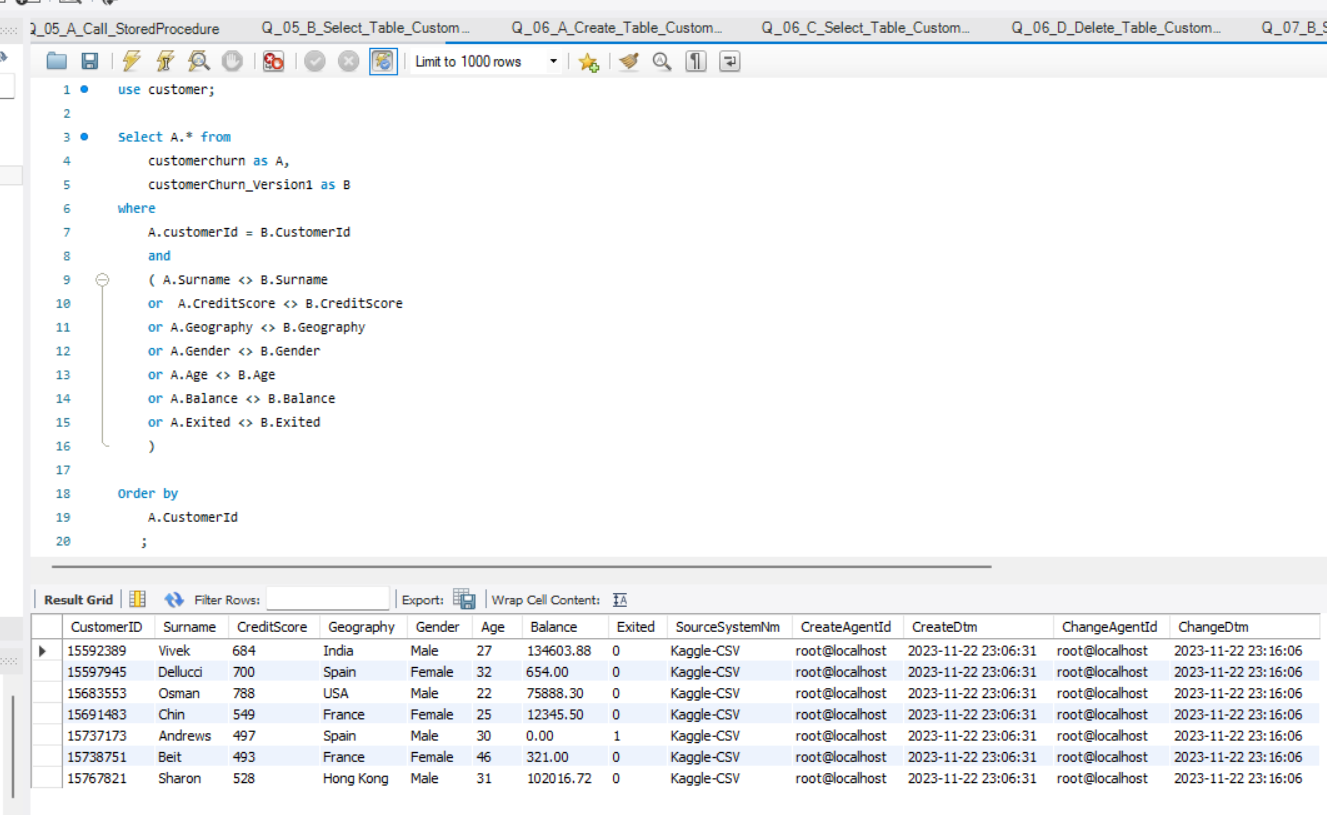 Q_05_A_Call_StoredProcedure Q_05_B_Select_Table_Custom... Q_06_A_Create_Table_Custom... Q_06_C_Select_Table_Custom... Q_06_D_Delete_Table_Custom... Q_07_B_S
Limit to 1000 rows
1 use customer;
2
3 Select A.* from
4 customerchurn as A,
5 customerChurn_Version1 as B
6 where
7 A.customerId = B.CustomerId
8 and
9 ( A.Surname <> B.Surname
10 or A.CreditScore <> B.CreditScore
11 or A.Geography <> B.Geography
12 or A.Gender <> B.Gender
13 or A.Age <> B.Age
14 or A.Balance <> B.Balance
15 or A.Exited <> B.Exited
16 )
17
18 Order by
19 A.CustomerId
20 ;
Result Grid Filter Rows: Export: Wrap Cell Content:
CustomerID Surname CreditScore Geography Gender Age Balance Exited SourceSystemNm CreateAgentId CreateDtm ChangeAgentId ChangeDtm
15592389 Vivek 684 India Male 27 134603.88 0 Kaggle-CSV root@localhost 2023-11-22 23:06:31 root@localhost 2023-11-22 23:16:06
15597945 Dellucci 700 Spain Female 32 654.00 0 Kaggle-CSV root@localhost 2023-11-22 23:06:31 root@localhost 2023-11-22 23:16:06
15683553 Osman 788 USA Male 22 75888.30 0 Kaggle-CSV root@localhost 2023-11-22 23:06:31 root@localhost 2023-11-22 23:16:06
15691483 Chin 549 France Female 25 12345.50 0 Kaggle-CSV root@localhost 2023-11-22 23:06:31 root@localhost 2023-11-22 23:16:06
15737173 Andrews 497 Spain Male 30 0.00 1 Kaggle-CSV root@localhost 2023-11-22 23:06:31 root@localhost 2023-11-22 23:16:06
15738751 Beit 493 France Female 46 321.00 0 Kaggle-CSV root@localhost 2023-11-22 23:06:31 root@localhost 2023-11-22 23:16:06
15767821 Sharon 528 Hong Kong Male 31 102016.72 0 Kaggle-CSV root@localhost 2023-11-22 23:06:31 root@localhost 2023-11-22 23:16:06